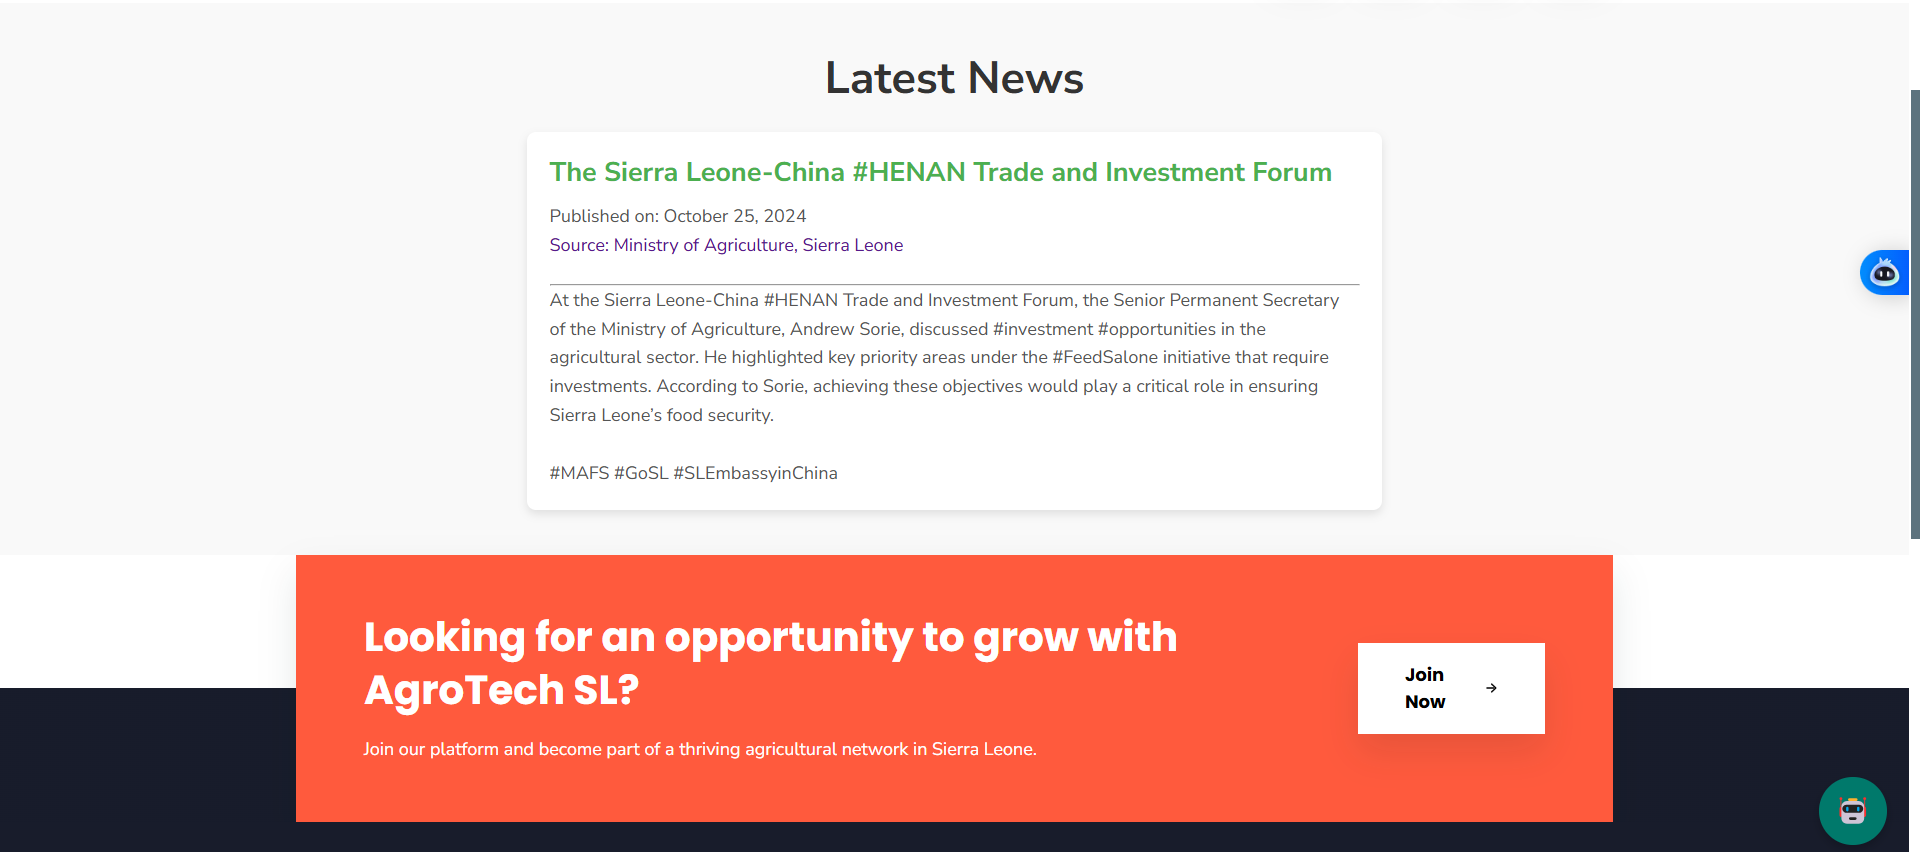 Latest News
The Sierra Leone-China #HENAN Trade and Investment Forum
Published on: October 25, 2024
Source: Ministry of Agriculture, Sierra Leone
At the Sierra Leone-China #HENAN Trade and Investment Forum, the Senior Permanent Secretary
of the Ministry of Agriculture, Andrew Sorie, discussed #investment #opportunities in the
agricultural sector. He highlighted key priority areas under the #FeedSalone initiative that require
investments. According to Sorie, achieving these objectives would play a critical role in ensuring
Sierra Leone’s food security.
#MAFS #GoSL #SLEmbassyinChina
Looking for an opportunity to grow with
AgroTech SL?
Join our platform and become part of a thriving agricultural network in Sierra Leone.
Join
Now